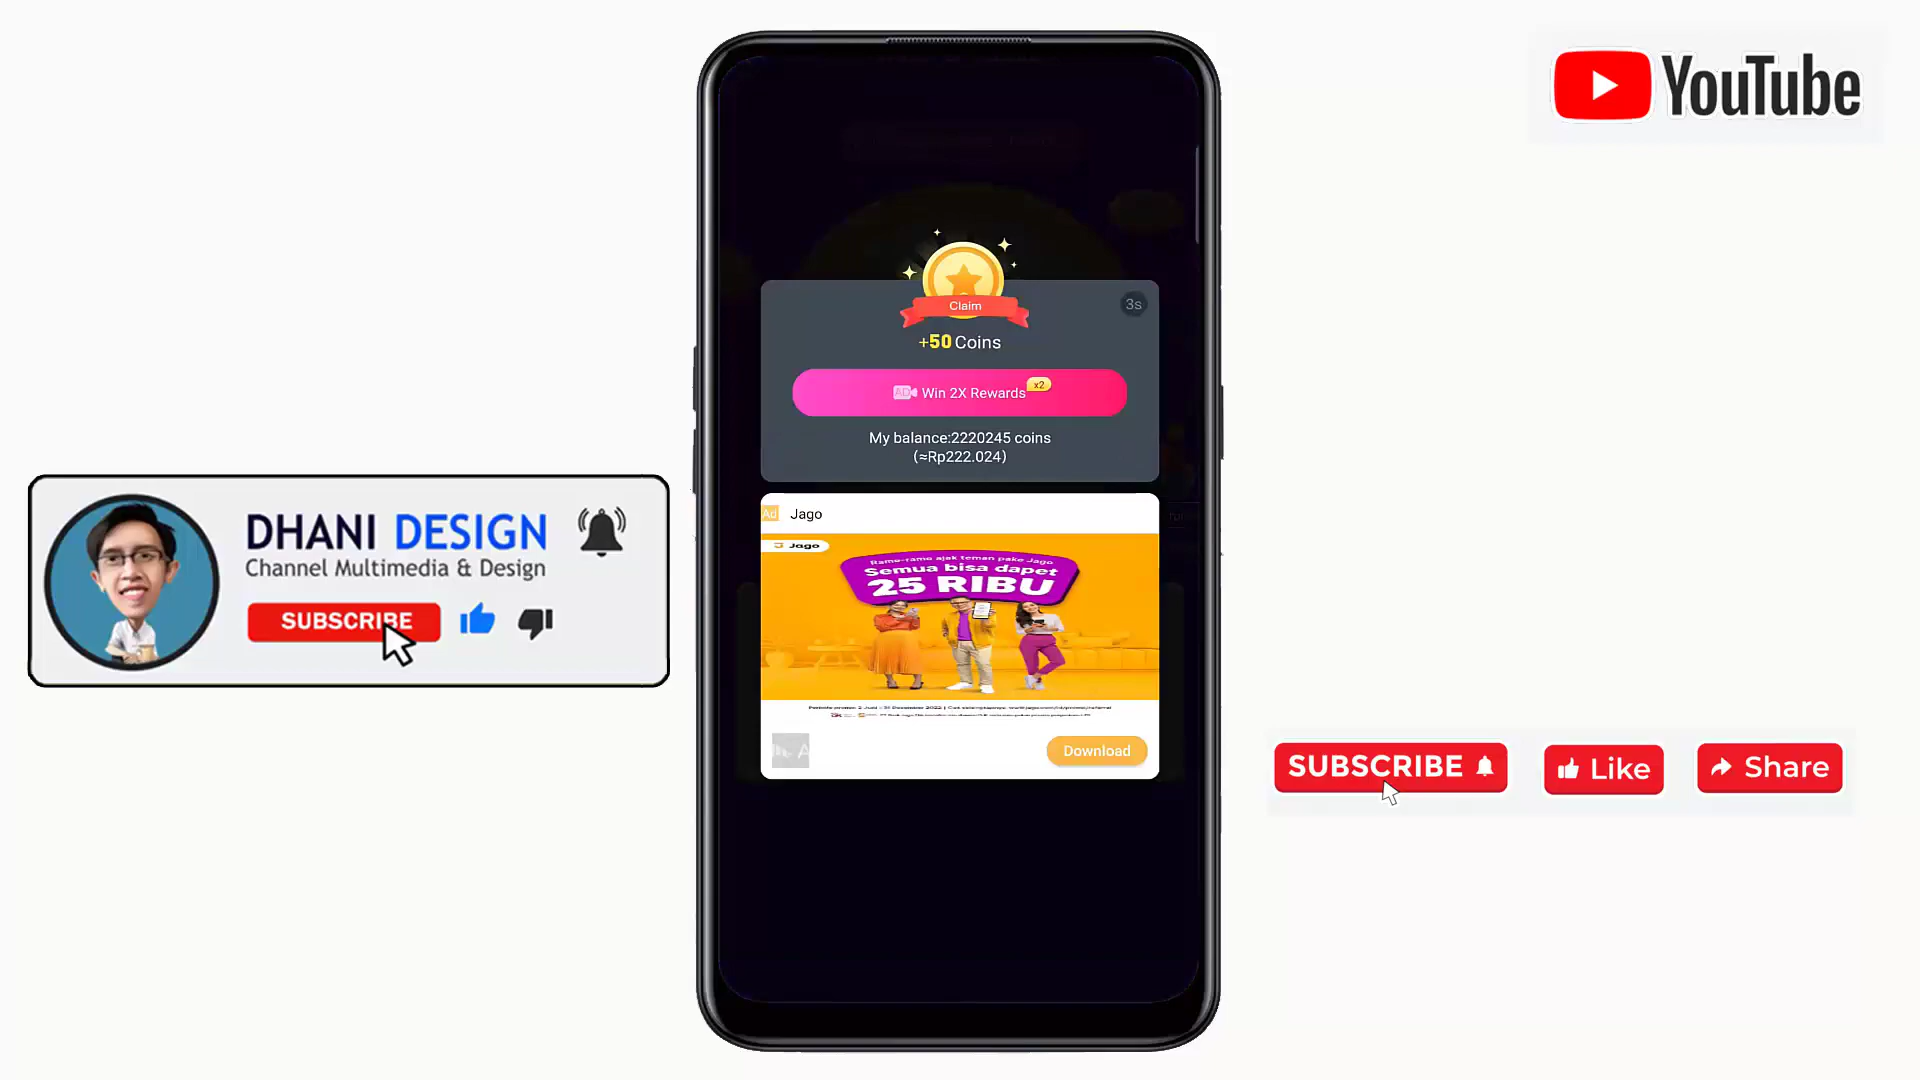 YouTube
Claim
3s
+50 Coins
AD Win 2X Rewards x2
My balance:2220245 coins
(≈Rp222.024)
Ad Jago
Jago
Rame-rame ajak teman pake Jago
Semua bisa dapet
25 RIBU
Download
DHANI DESIGN
Channel Multimedia & Design
SUBSCRIBE
SUBSCRIBE Like Share